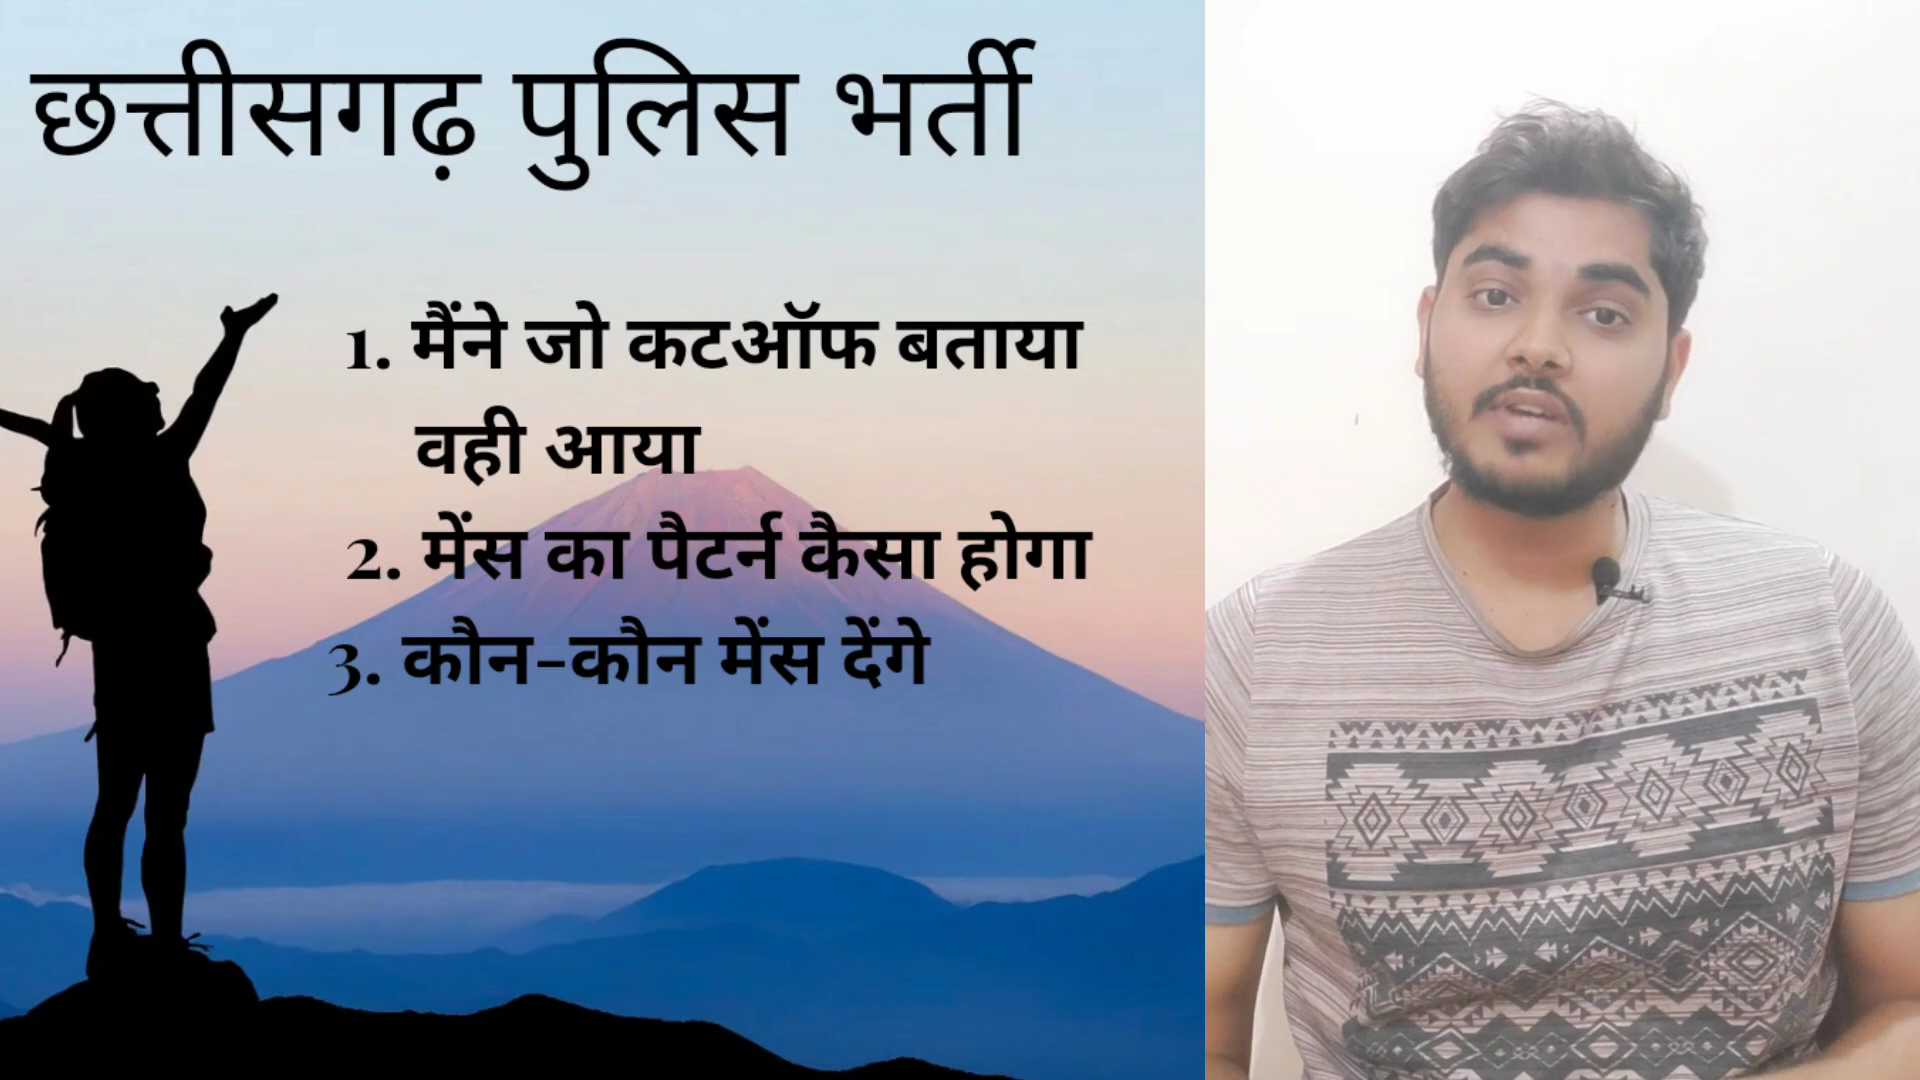 छत्तीसगढ़ पुलिस भर्ती
1. मैंने जो कटऑफ बताया
वही आया
2. मेंस का पैटर्न कैसा होगा
3. कौन-कौन मेंस देंगे